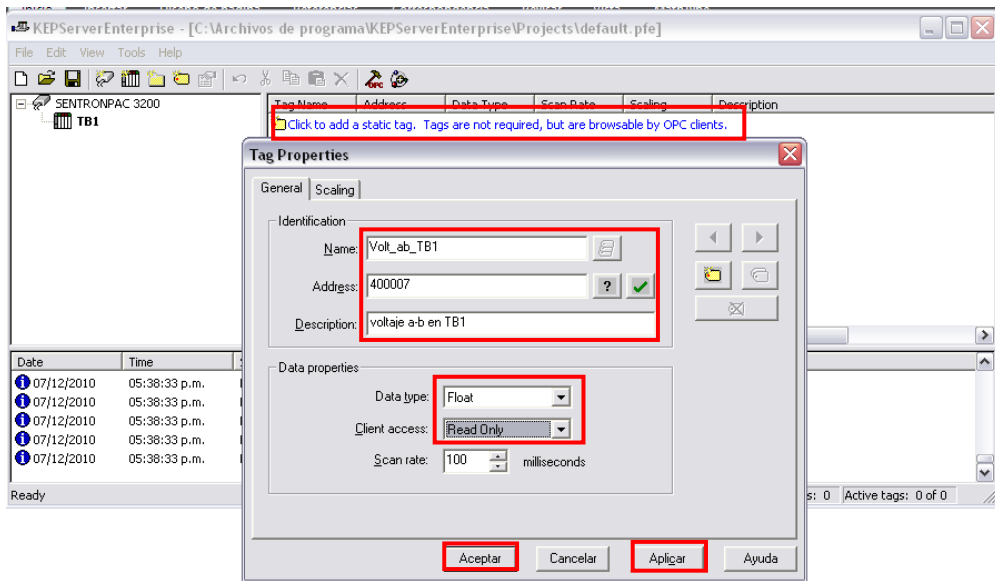 KEPServerEnterprise - [C:\Archivos de programa\KEPServerEnterprise\Projects\default.pfe]
File Edit View Tools Help
SENTRONPAC 3200
TB1
Tag Name Address Data Type Scan Rate Scaling Description
Click to add a static tag. Tags are not required, but are browsable by OPC clients.
Tag Properties
General Scaling
Identification
Name: Volt_ab_TB1
Address: 400007 ?
Description: voltaje a-b en TB1
Data properties
Data type: Float
Client access: Read Only
Scan rate: 100 milliseconds
Aceptar Cancelar Aplicar Ayuda
Date Time
07/12/2010 05:38:33 p.m.
07/12/2010 05:38:33 p.m.
07/12/2010 05:38:33 p.m.
07/12/2010 05:38:33 p.m.
07/12/2010 05:38:33 p.m.
Ready
s: 0 Active tags: 0 of 0